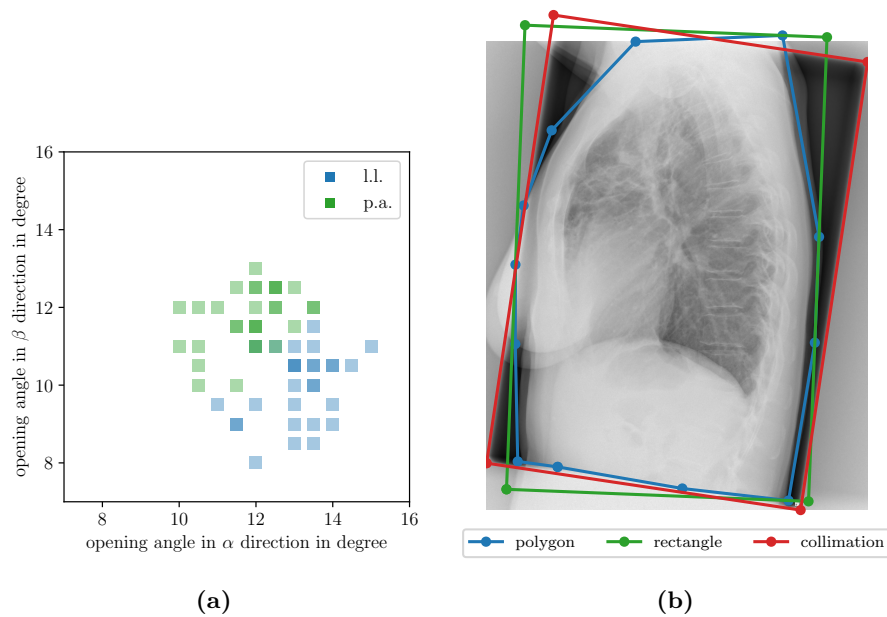 16
14
12
10
8
8
10
12
14
16
opening angle in β direction in degree
opening angle in α direction in degree
l.l.
p.a.
polygon
rectangle
collimation
(a)
(b)